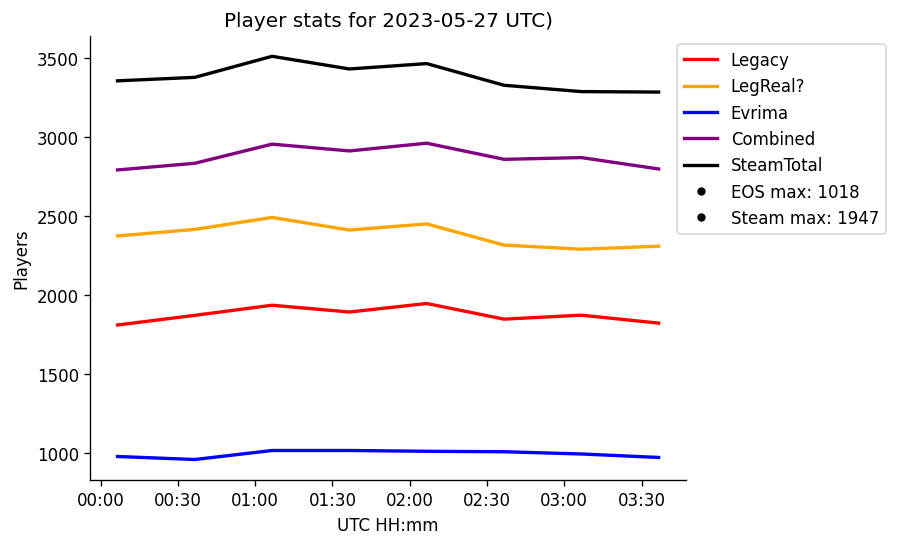 Player stats for 2023-05-27 UTC)
3500
3000
2500
2000
1500
1000
Players
00:00 00:30 01:00 01:30 02:00 02:30 03:00 03:30
UTC HH:mm
Legacy
LegReal?
Evrima
Combined
SteamTotal
EOS max: 1018
Steam max: 1947